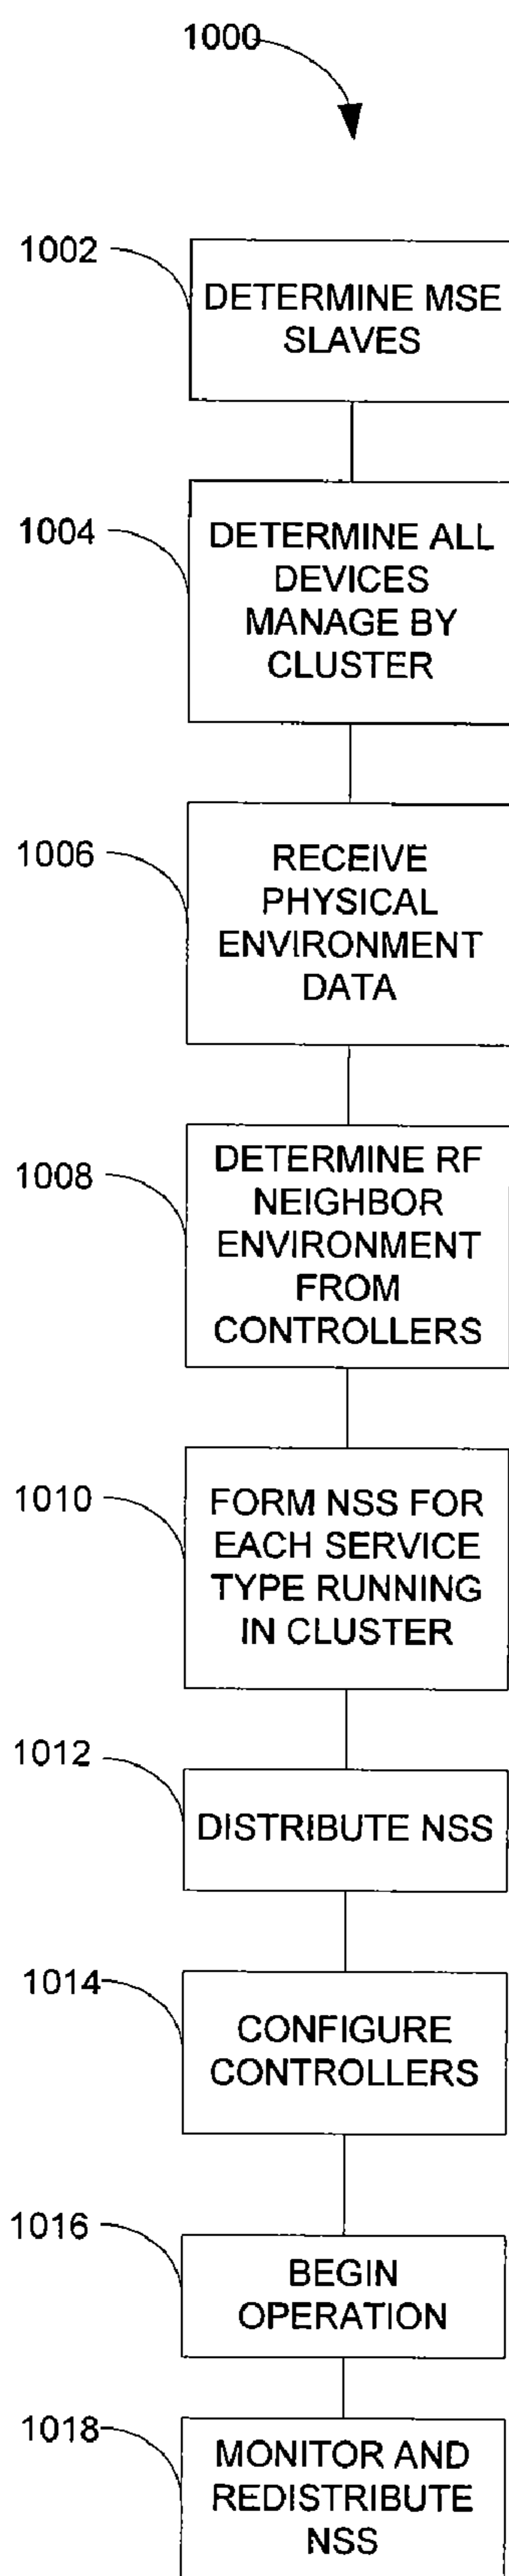 1000
1002
DETERMINE MSE
SLAVES
1004
DETERMINE ALL
DEVICES
MANAGE BY
CLUSTER
1006
RECEIVE
PHYSICAL
ENVIRONMENT
DATA
1008
DETERMINE RF
NEIGHBOR
ENVIRONMENT
FROM
CONTROLLERS
1010
FORM NSS FOR
EACH SERVICE
TYPE RUNNING
IN CLUSTER
1012
DISTRIBUTE NSS
1014
CONFIGURE
CONTROLLERS
1016
BEGIN
OPERATION
1018
MONITOR AND
REDISTRIBUTE
NSS